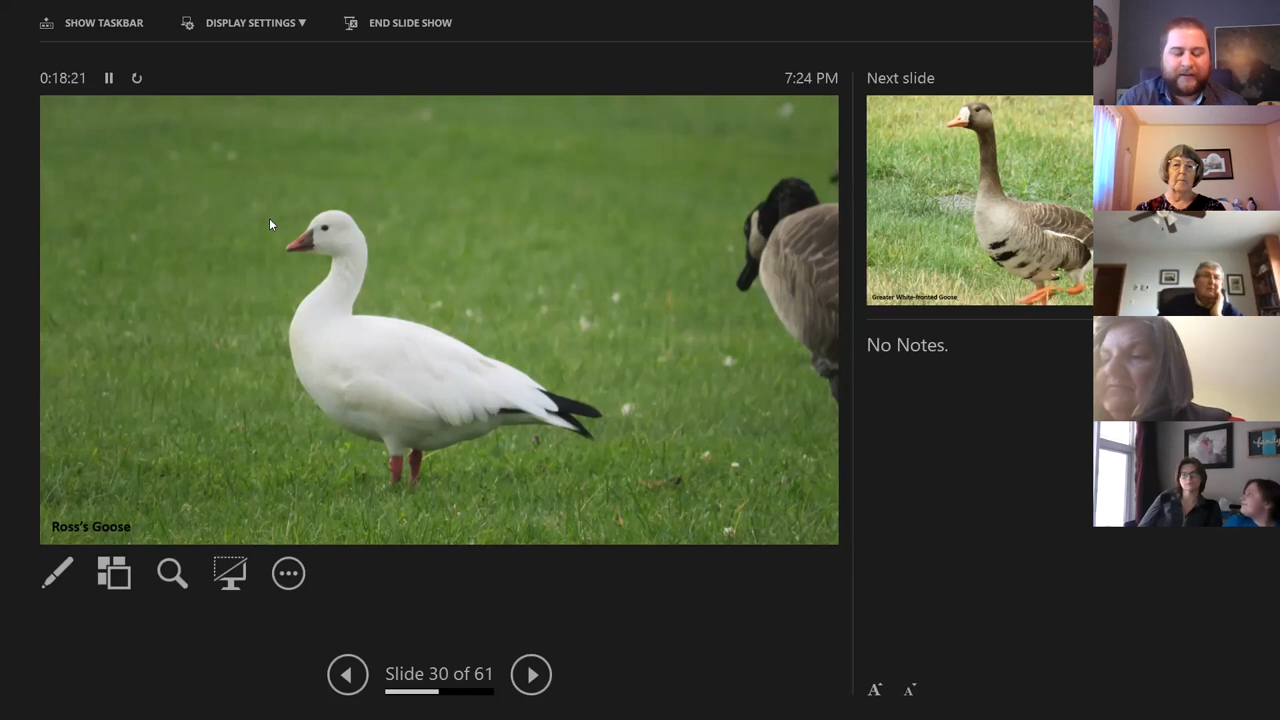 SHOW TASKBAR
DISPLAY SETTINGS ▼
END SLIDE SHOW
0:18:21
7:24 PM
Next slide
Ross's Goose
Greater White-fronted Goose
No Notes.
Slide 30 of 61
A A
family